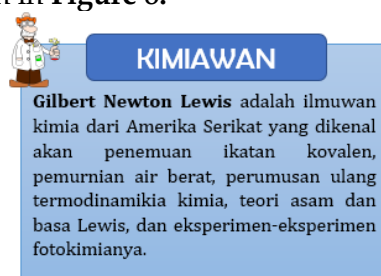 n in Figure 6.
KIMIAWAN
Gilbert Newton Lewis adalah ilmuwan
kimia dari Amerika Serikat yang dikenal
akan penemuan ikatan kovalen,
pemurnian air berat, perumusan ulang
termodinamikia kimia, teori asam dan
basa Lewis, dan eksperimen-eksperimen
fotokimianya.